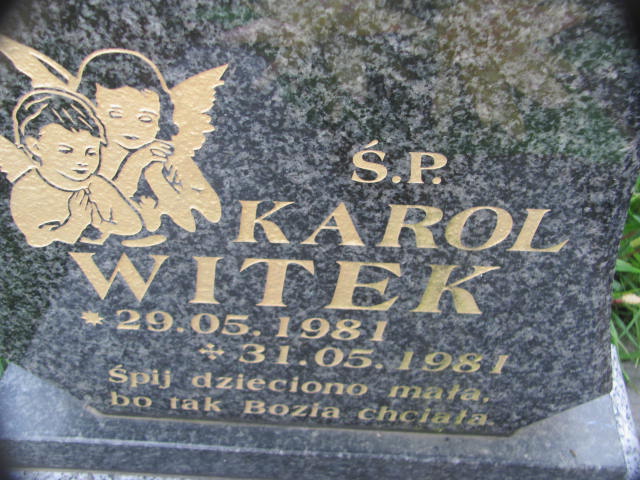 Ś.P.
KAROL
WITEK
* 29.05.1981
✢ 31.05.1981
Śpij dzieciono mała,
bo tak Bozia chciała.